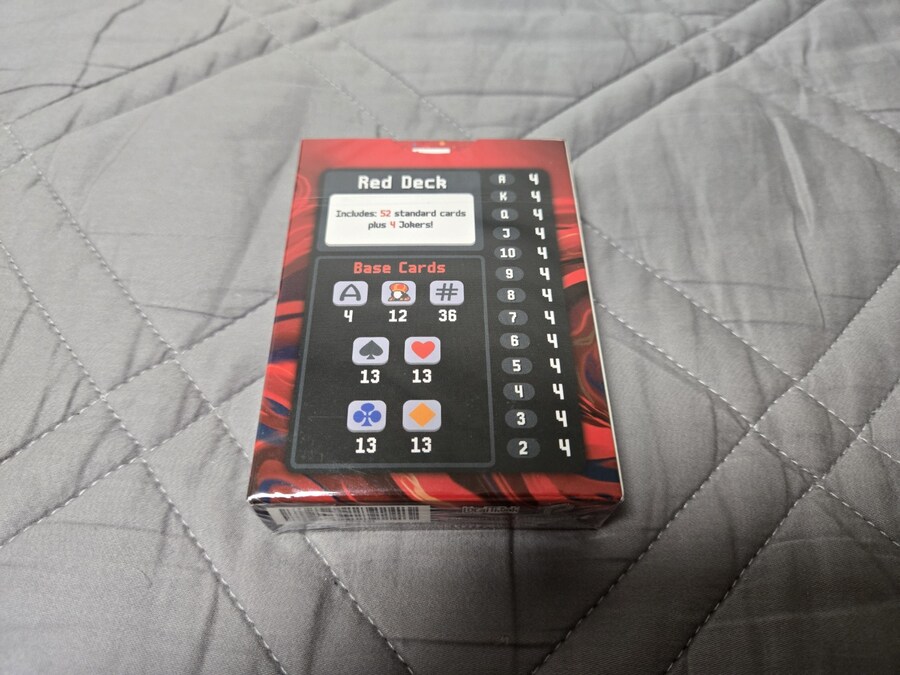 Red Deck
Includes: 52 standard cards
plus 4 Jokers!
Base Cards
A #
4 12 36
13 13
13 13
A 4
K 4
Q 4
J 4
10 4
9 4
8 4
7 4
6 4
5 4
4 4
3 4
2 4